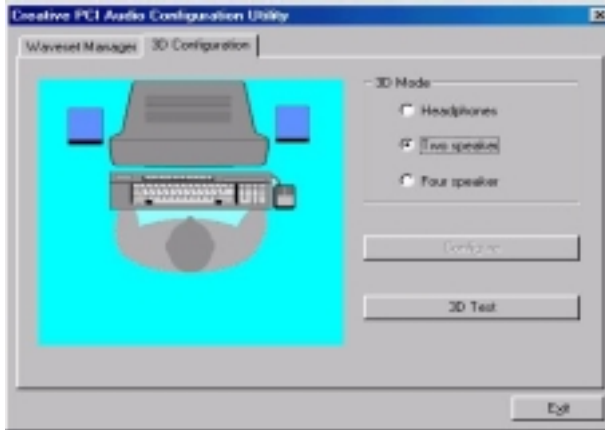 Creative PCI Audio Configuration Utility
Waveset Manager
3D Configuration
3D Mode
Headphones
Two speaker
Four speaker
Configure
3D Test
Exit